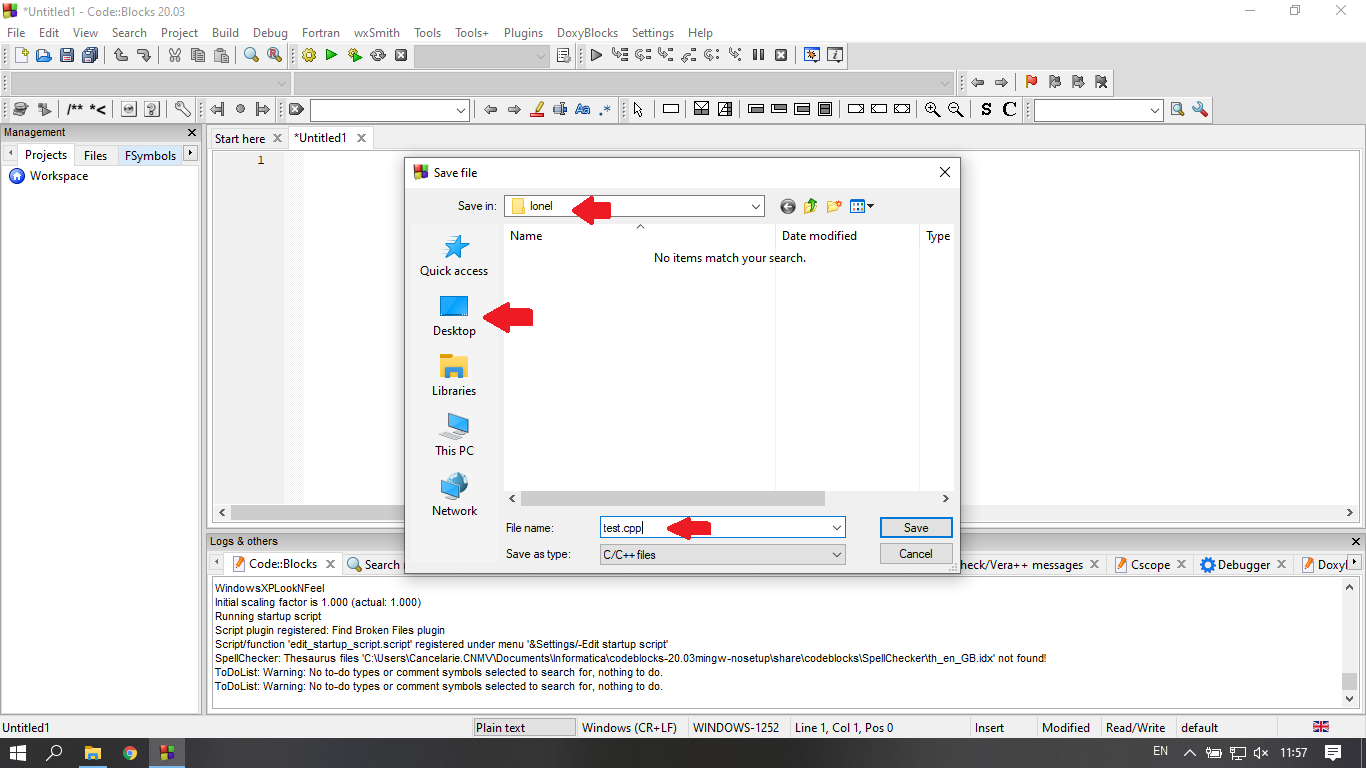 *Untitled1 - Code::Blocks 20.03
File Edit View Search Project Build Debug Fortran wxSmith Tools Tools+ Plugins DoxyBlocks Settings Help
/** *<
Aa .*
S C
Management
Projects Files FSymbols
Workspace
Start here *Untitled1
1
Save file
Save in: Ionel
Name Date modified Type
No items match your search.
Quick access
Desktop
Libraries
This PC
Network
File name: test.cpp Save
Save as type: C/C++ files Cancel
Logs & others
Code::Blocks Search heck/Vera++ messages Cscope Debugger Doxyl
WindowsXPLookNFeel
Initial scaling factor is 1.000 (actual: 1.000)
Running startup script
Script plugin registered: Find Broken Files plugin
Script/function 'edit_startup_script.script' registered under menu '&Settings/-Edit startup script'
SpellChecker: Thesaurus files 'C:\Users\Cancelarie.CNMV\Documents\Informatica\codeblocks-20.03mingw-nosetup\share\codeblocks\SpellChecker\th_en_GB.idx' not found!
ToDoList: Warning: No to-do types or comment symbols selected to search for, nothing to do.
ToDoList: Warning: No to-do types or comment symbols selected to search for, nothing to do.
Untitled1 Plain text Windows (CR+LF) WINDOWS-1252 Line 1, Col 1, Pos 0 Insert Modified Read/Write default
EN 11:57